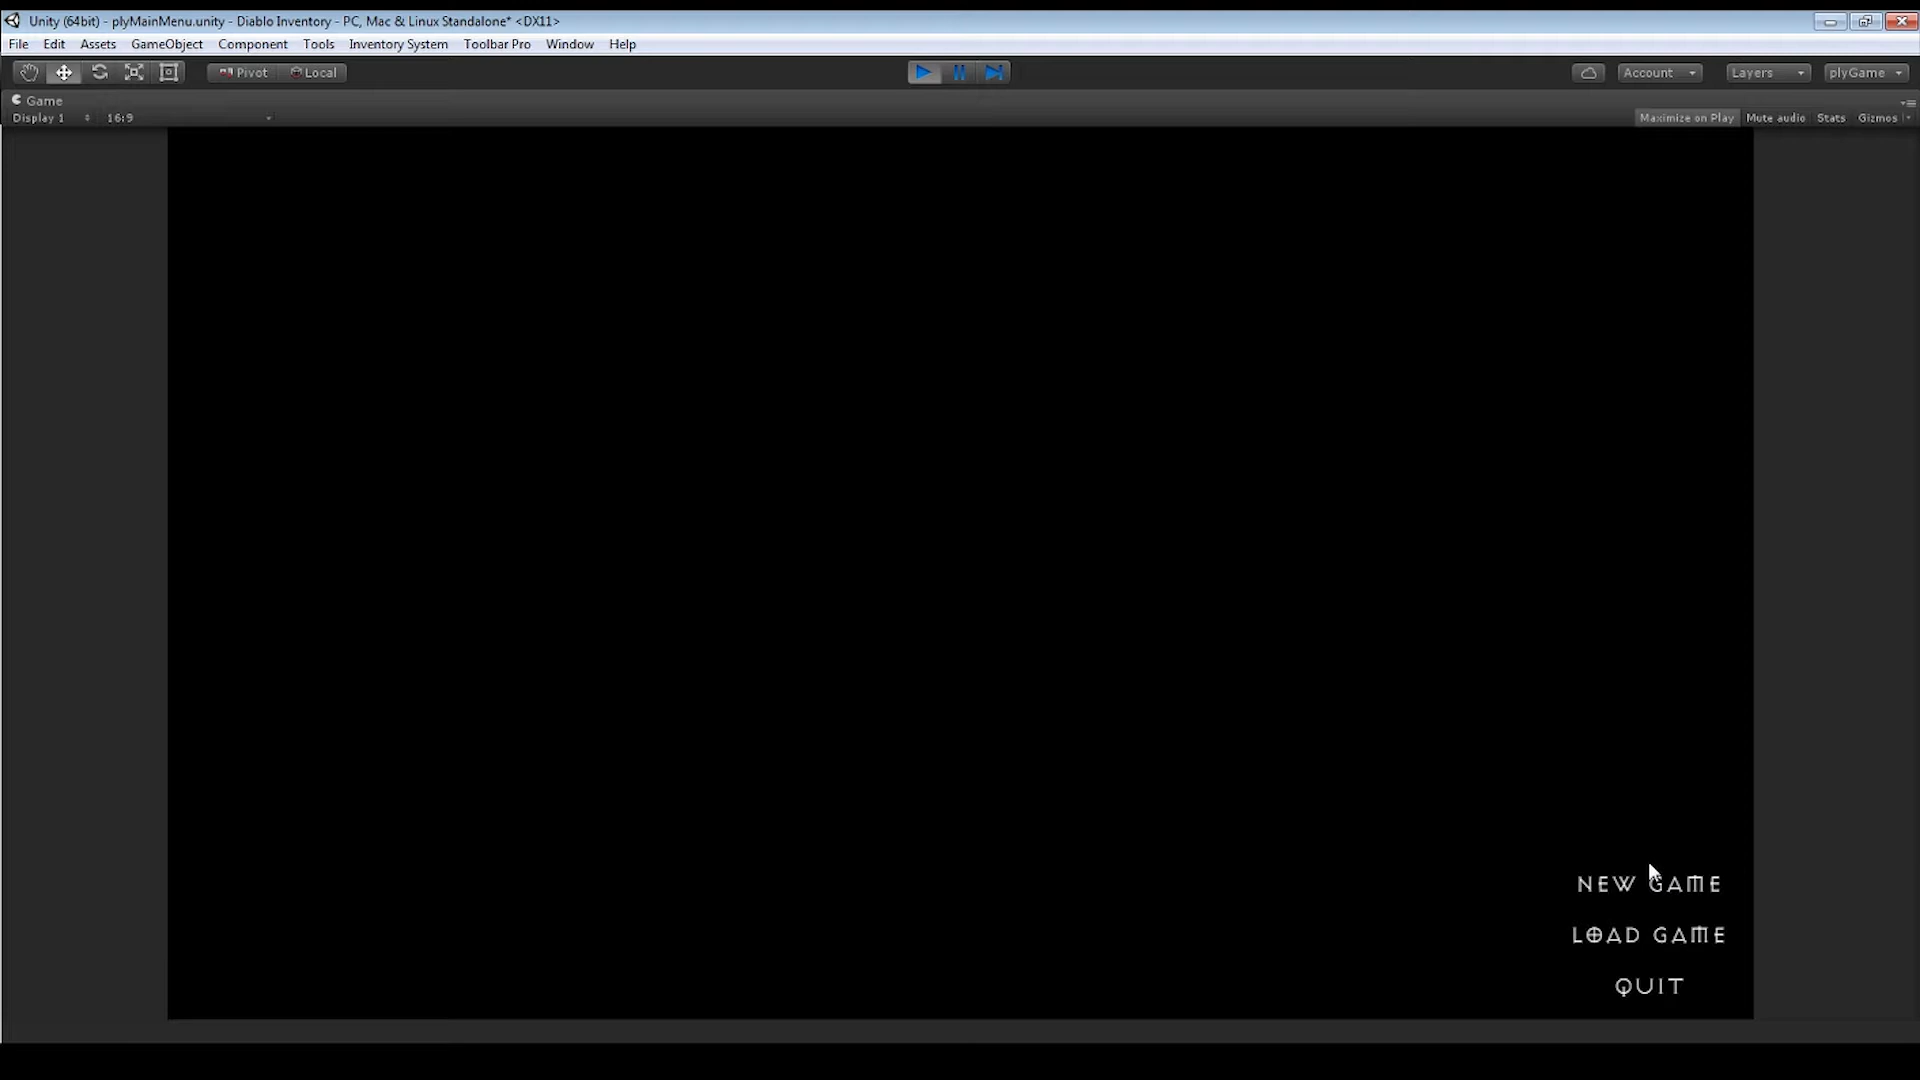 Unity (64bit) - plyMainMenu.unity - Diablo Inventory - PC, Mac & Linux Standalone* <DX11>
File Edit Assets GameObject Component Tools Inventory System Toolbar Pro Window Help
Pivot Local Account Layers plyGame
Game
Display 1 16:9 Maximize on Play Mute audio Stats Gizmos
NEW GAME
LOAD GAME
QUIT